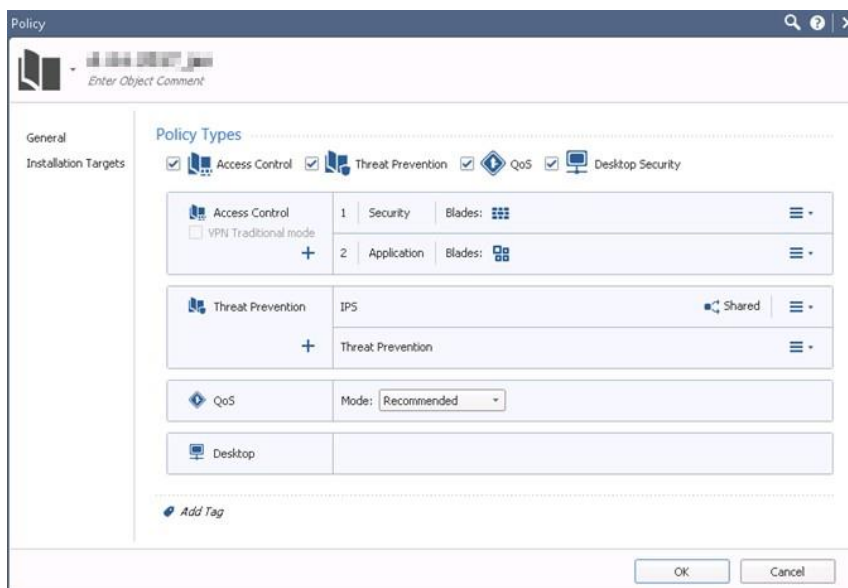 Policy
Enter Object Comment
General
Installation Targets
Policy Types
Access Control Threat Prevention QoS Desktop Security
Access Control
VPN Traditional mode
1 Security Blades:
2 Application Blades:
Threat Prevention
IPS Shared
Threat Prevention
QoS Mode: Recommended
Desktop
Add Tag
OK Cancel